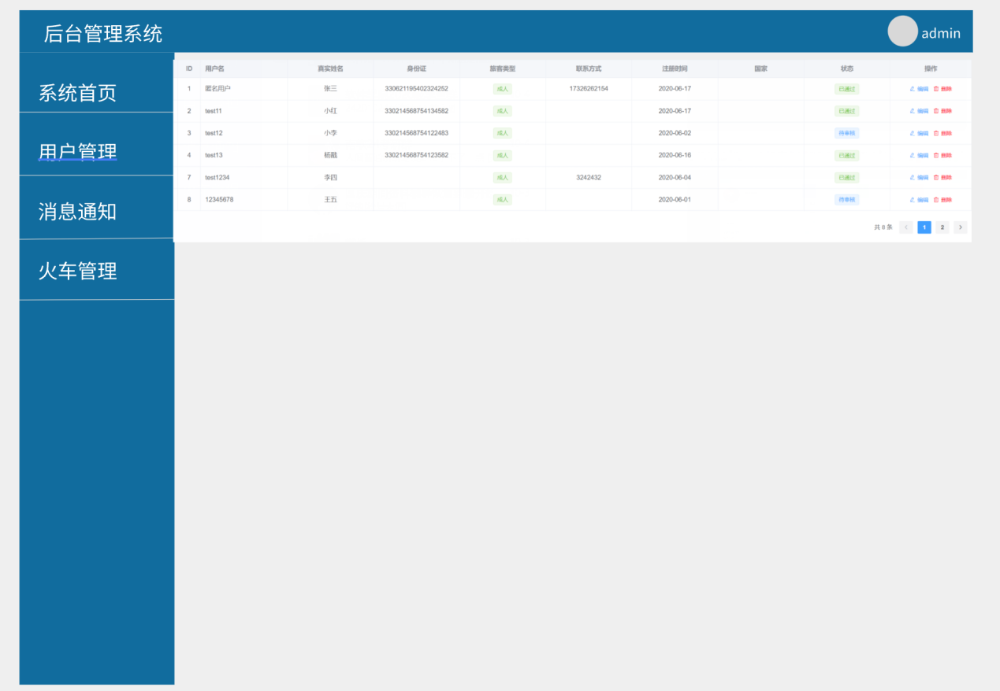 后台管理系统 admin
系统首页
用户管理
消息通知
火车管理
ID 用户名 真实姓名 身份证 旅客类型 联系方式 注册时间 国家 状态 操作
1 匿名用户 张三 330621195402324252 成人 17326262154 2020-06-17 已通过 编辑 删除
2 test11 小红 330214568754134582 成人 2020-06-17 已通过 编辑 删除
3 test12 小李 330214568754122483 成人 2020-06-02 待审核 编辑 删除
4 test13 330214568754123582 成人 2020-06-16 已通过 编辑 删除
7 test1234 李四 成人 3242432 2020-06-04 已通过 编辑 删除
8 12345678 王五 成人 2020-06-01 待审核 编辑 删除
共 8 条 < 1 2 >